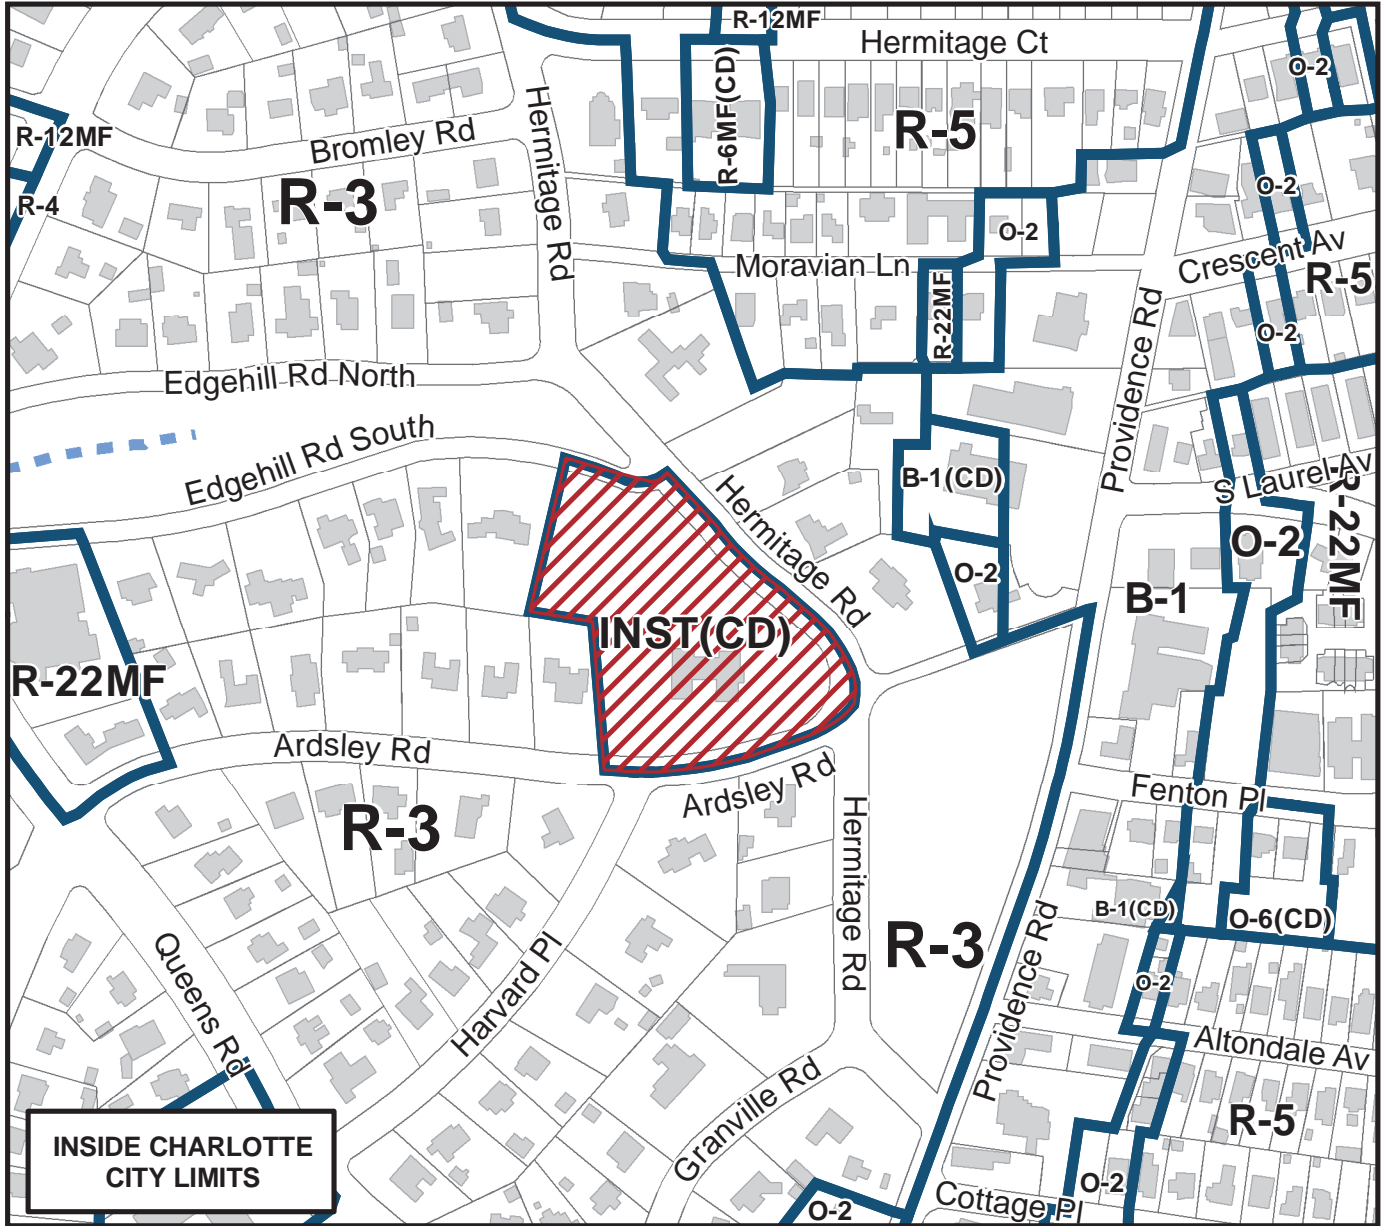 R-12MF
Hermitage Ct
O-2
R-12MF
R-6MF(CD)
R-5
Hermitage Rd
Bromley Rd
R-3
R-4
O-2
O-2
Crescent Av
R-5
Moravian Ln
R-22MF
O-2
Providence Rd
Edgehill Rd North
Edgehill Rd South
B-1(CD)
S Laurel Av
R-22MF
Hermitage Rd
O-2
O-2
B-1
INST(CD)
R-22MF
Ardsley Rd
Ardsley Rd
Fenton Pl
R-3
Hermitage Rd
B-1(CD)
O-6(CD)
R-3
Queens Rd
Harvard Pl
Providence Rd
O-2
Altondale Av
Granville Rd
R-5
INSIDE CHARLOTTE
CITY LIMITS
O-2
Cottage Pl
O-2